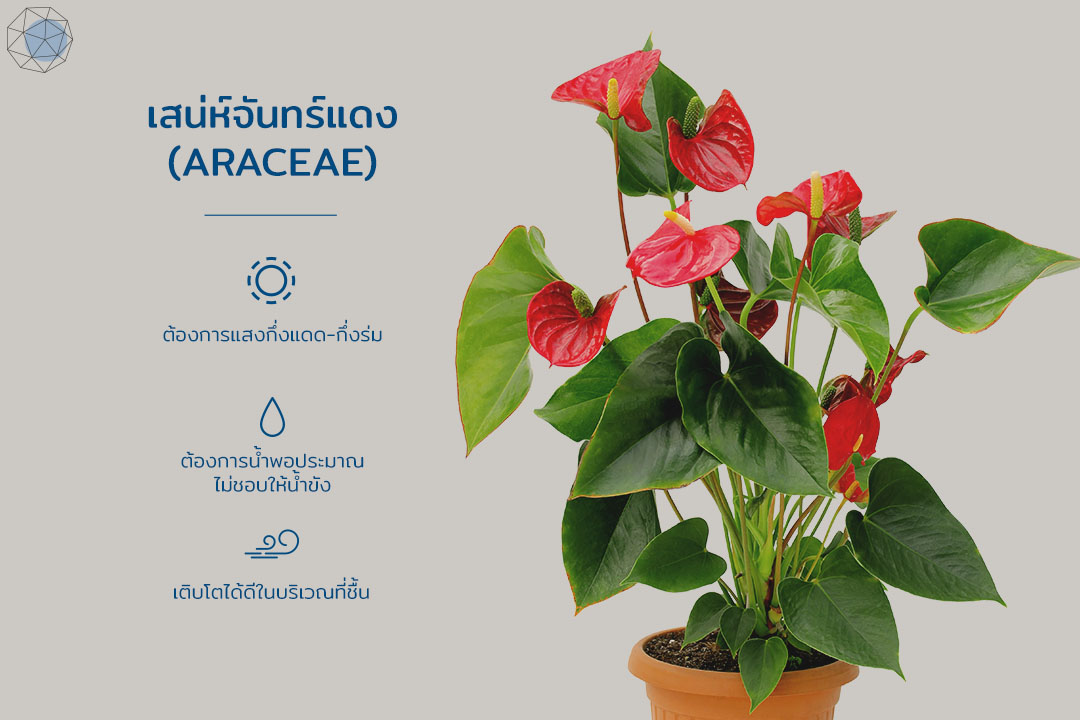 เสน่ห์จันทร์แดง
(ARACEAE)
ต้องการแสงกึ่งแดด-กึ่งร่ม
ต้องการน้ำพอประมาณ
ไม่ชอบให้น้ำขัง
เติบโตได้ดีในบริเวณที่ชื้น